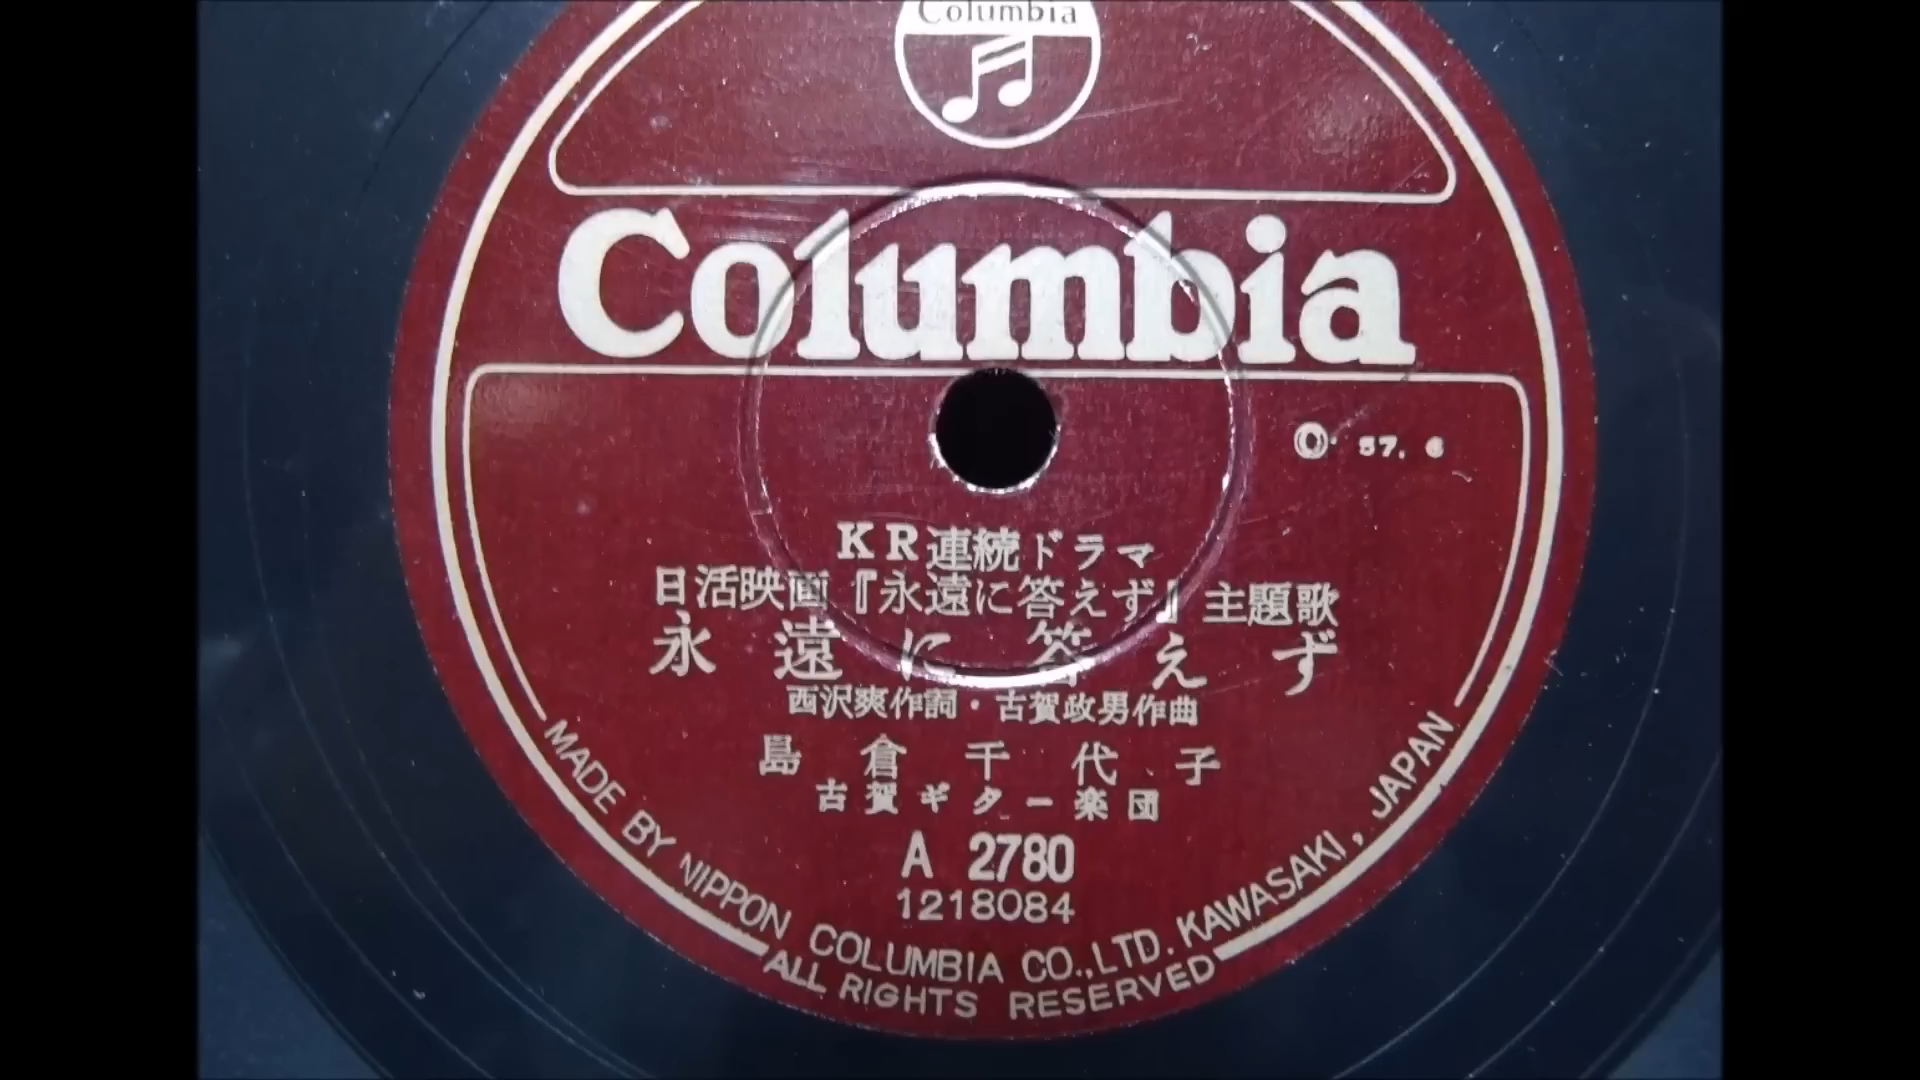 Columbia
Columbia
57. 6
KR連続ドラマ
日活映画『永遠に答えず』主題歌
永遠に答えず
西沢爽作詞・古賀政男作曲
島倉千代子
古賀ギター楽団
A 2780
1218084
MADE BY NIPPON COLUMBIA CO.,LTD. KAWASAKI, JAPAN
ALL RIGHTS RESERVED